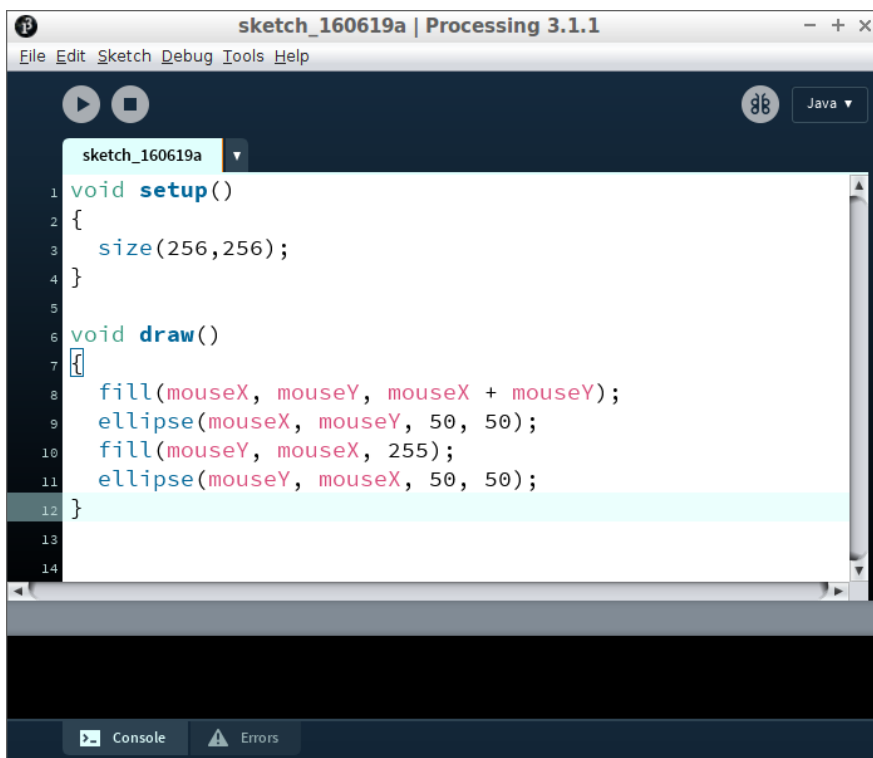 sketch_160619a | Processing 3.1.1
File Edit Sketch Debug Tools Help
Java ▼
sketch_160619a ▼
1 void setup()
2 {
3   size(256,256);
4 }
5
6 void draw()
7 {
8   fill(mouseX, mouseY, mouseX + mouseY);
9   ellipse(mouseX, mouseY, 50, 50);
10   fill(mouseY, mouseX, 255);
11   ellipse(mouseY, mouseX, 50, 50);
12 }
13
14
Console Errors